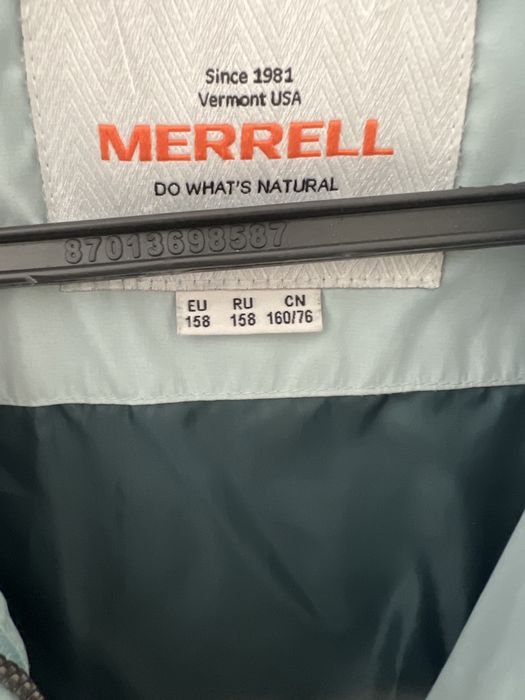 Since 1981
Vermont USA
MERRELL
DO WHAT'S NATURAL
87013698587
EU RU CN
158 158 160/76